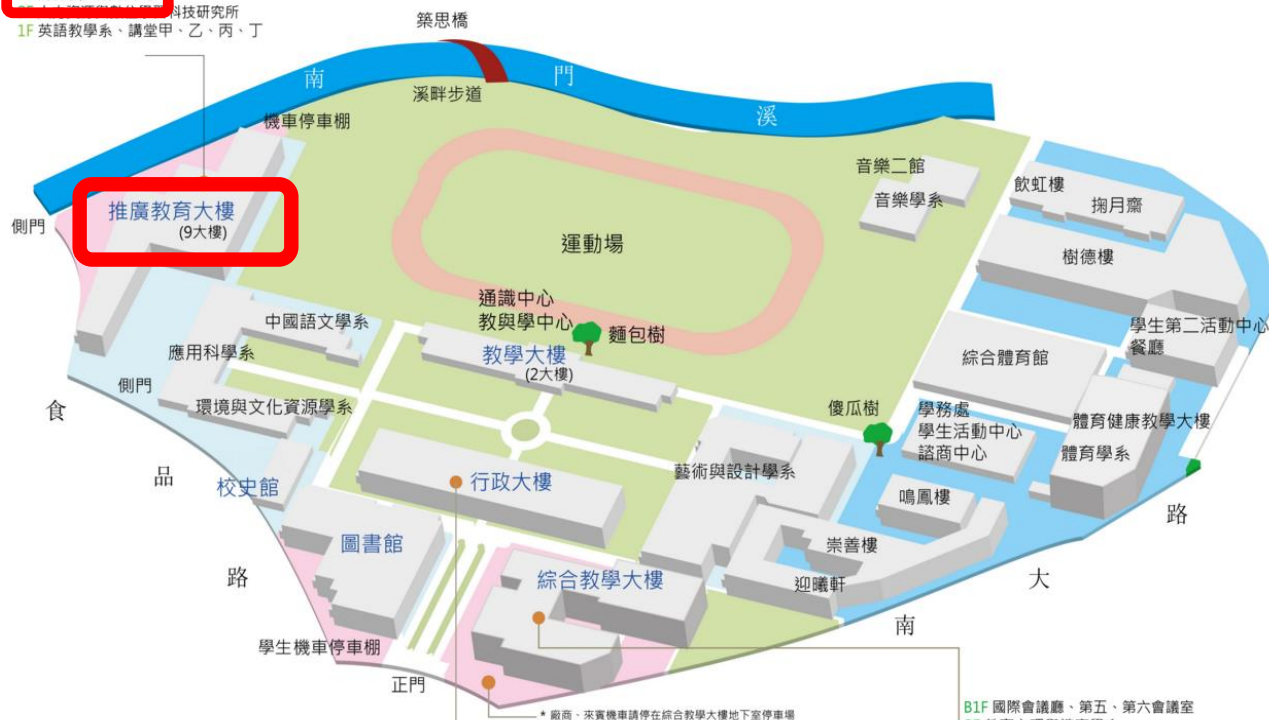 科技研究所
1F 英語教學系、講堂甲、乙、丙、丁
築思橋
南
門
溪
溪畔步道
機車停車棚
推廣教育大樓
(9大樓)
側門
運動場
音樂二館
音樂學系
飲虹樓
掬月齋
樹德樓
通識中心
教與學中心
麵包樹
教學大樓
(2大樓)
中國語文學系
應用科學系
側門
環境與文化資源學系
學生第二活動中心
餐廳
綜合體育館
傻瓜樹
學務處
學生活動中心
諮商中心
體育健康教學大樓
體育學系
食
品
路
校史館
行政大樓
藝術與設計學系
鳴鳳樓
崇善樓
迎曦軒
圖書館
綜合教學大樓
南
大
路
學生機車停車棚
正門
* 廠商、來賓機車請停在綜合教學大樓地下室停車場
B1F 國際會議廳、第五、第六會議室